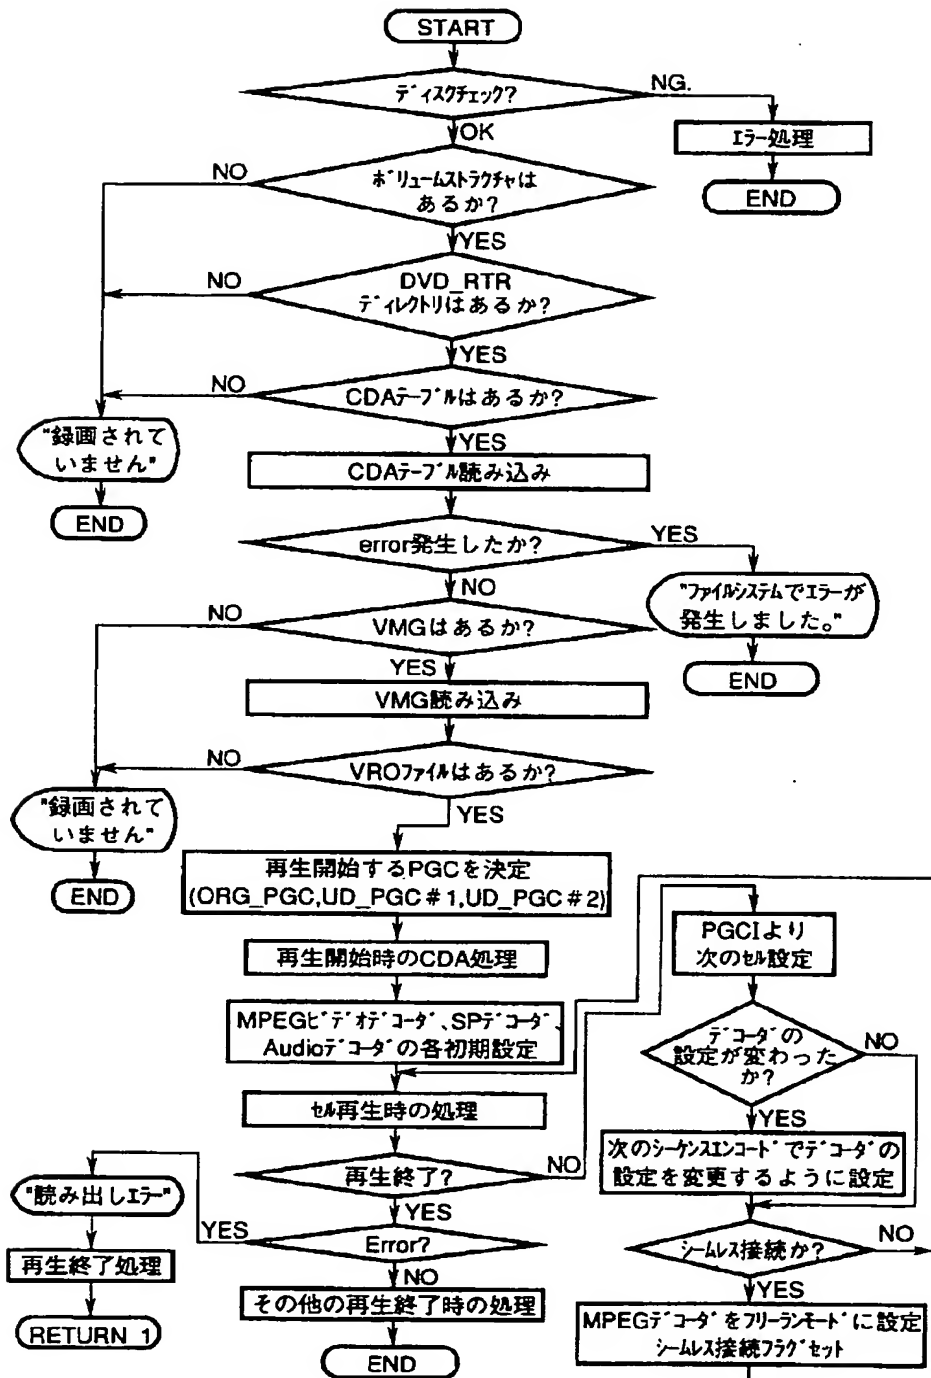 START
ディスクチェック?
NG.
エラー処理
END
OK
ボリュームストラクチャは
あるか?
NO
YES
DVD_RTR
ディレクトリはあるか?
NO
YES
CDAテーブルはあるか?
NO
"録画されて
いません"
END
YES
CDAテーブル読み込み
error発生したか?
YES
"ファイルシステムでエラーが
発生しました。"
END
NO
VMGはあるか?
NO
YES
VMG読み込み
VROファイルはあるか?
NO
"録画されて
いません"
END
YES
再生開始するPGCを決定
(ORG_PGC,UD_PGC#1,UD_PGC#2)
再生開始時のCDA処理
MPEGビデオデコーダ、SPデコーダ、
Audioデコーダの各初期設定
セル再生時の処理
再生終了?
NO
YES
Error?
YES
"読み出しエラー"
再生終了処理
RETURN 1
NO
その他の再生終了時の処理
END
PGCIより
次のセル設定
デコーダの
設定が変わった
か?
NO
YES
次のシーケンスエンコードでデコーダの
設定を変更するように設定
シームレス接続か?
NO
YES
MPEGデコーダをフリーランモードに設定
シームレス接続フラグセット